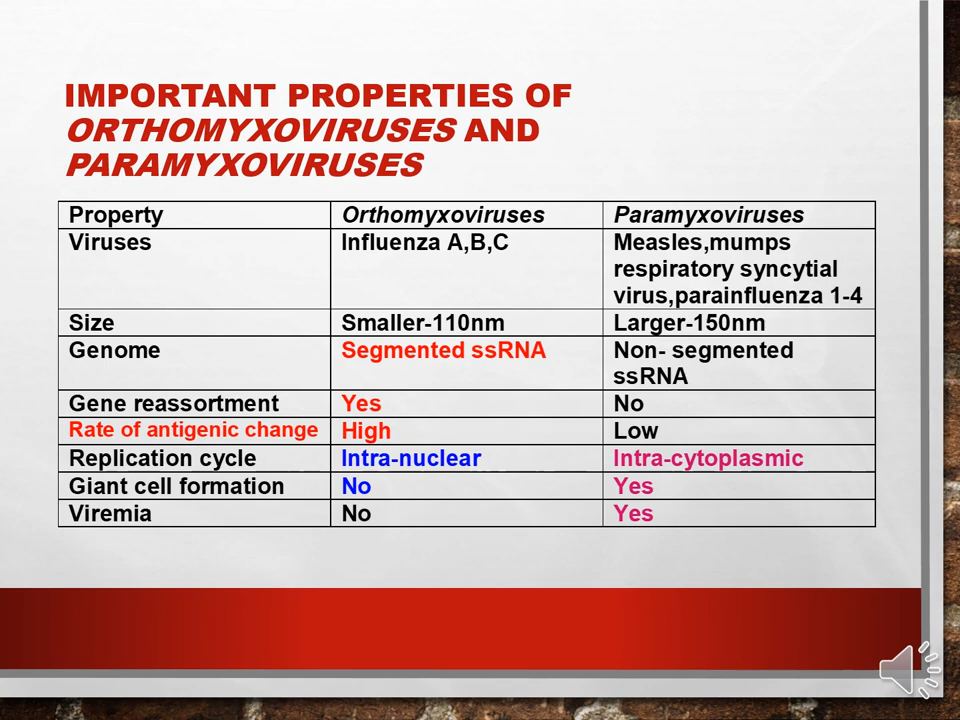 IMPORTANT PROPERTIES OF
ORTHOMYXOVIRUSES AND
PARAMYXOVIRUSES
Property Orthomyxoviruses Paramyxoviruses
Viruses Influenza A,B,C Measles,mumps
respiratory syncytial
virus,parainfluenza 1-4
Size Smaller-110nm Larger-150nm
Genome Segmented ssRNA Non- segmented
ssRNA
Gene reassortment Yes No
Rate of antigenic change High Low
Replication cycle Intra-nuclear Intra-cytoplasmic
Giant cell formation No Yes
Viremia No Yes